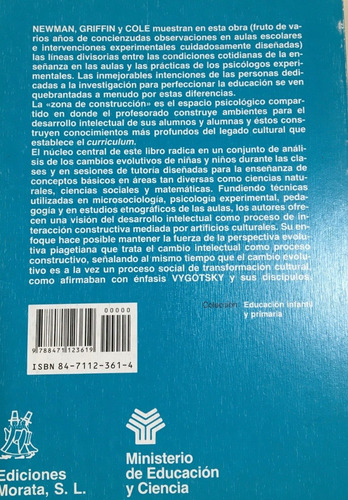 NEWMAN, GRIFFIN y COLE muestran en esta obra (fruto de va-
rios años de concienzudas observaciones en aulas escolares
e intervenciones experimentales cuidadosamente diseñadas)
las líneas divisorias entre las condiciones cotidianas de la en-
señanza en las aulas y las prácticas de los psicólogos experi-
mentales. Las inmejorables intenciones de las personas dedi-
cadas a la investigación para perfeccionar la educación se ven
quebrantadas a menudo por estas diferencias.
La «zona de construcción» es el espacio psicológico compar-
tido en donde el profesorado construye ambientes para el
desarrollo intelectual de sus alumnos y alumnas y éstos cons-
truyen conocimientos más profundos del legado cultural que
establece el curriculum.
El núcleo central de este libro radica en un conjunto de análi-
sis de los cambios evolutivos de niñas y niños durante las cla-
ses y en sesiones de tutoría diseñadas para la enseñanza de
conceptos básicos en áreas tan diversas como ciencias natu-
rales, ciencias sociales y matemáticas. Fundiendo técnicas
utilizadas en microsociología, psicología experimental, peda-
gogía y en estudios etnográficos de las aulas, los autores ofre-
cen una visión del desarrollo intelectual como proceso de in-
teracción constructiva mediada por artificios culturales. Su en-
foque hace posible mantener la fuerza de la perspectiva evolu-
tiva piagetiana que trata el cambio intelectual como proceso
constructivo, señalando al mismo tiempo que el cambio evolu-
tivo es a la vez un proceso social de transformación cultural,
como afirmaban con énfasis VYGOTSKY y sus discípulos.
Colección: Educación infantil
y primaria
00000
9 788471 123619
ISBN 84-7112-361-4
Ediciones
Morata, S. L.
Ministerio
de Educación
y Ciencia